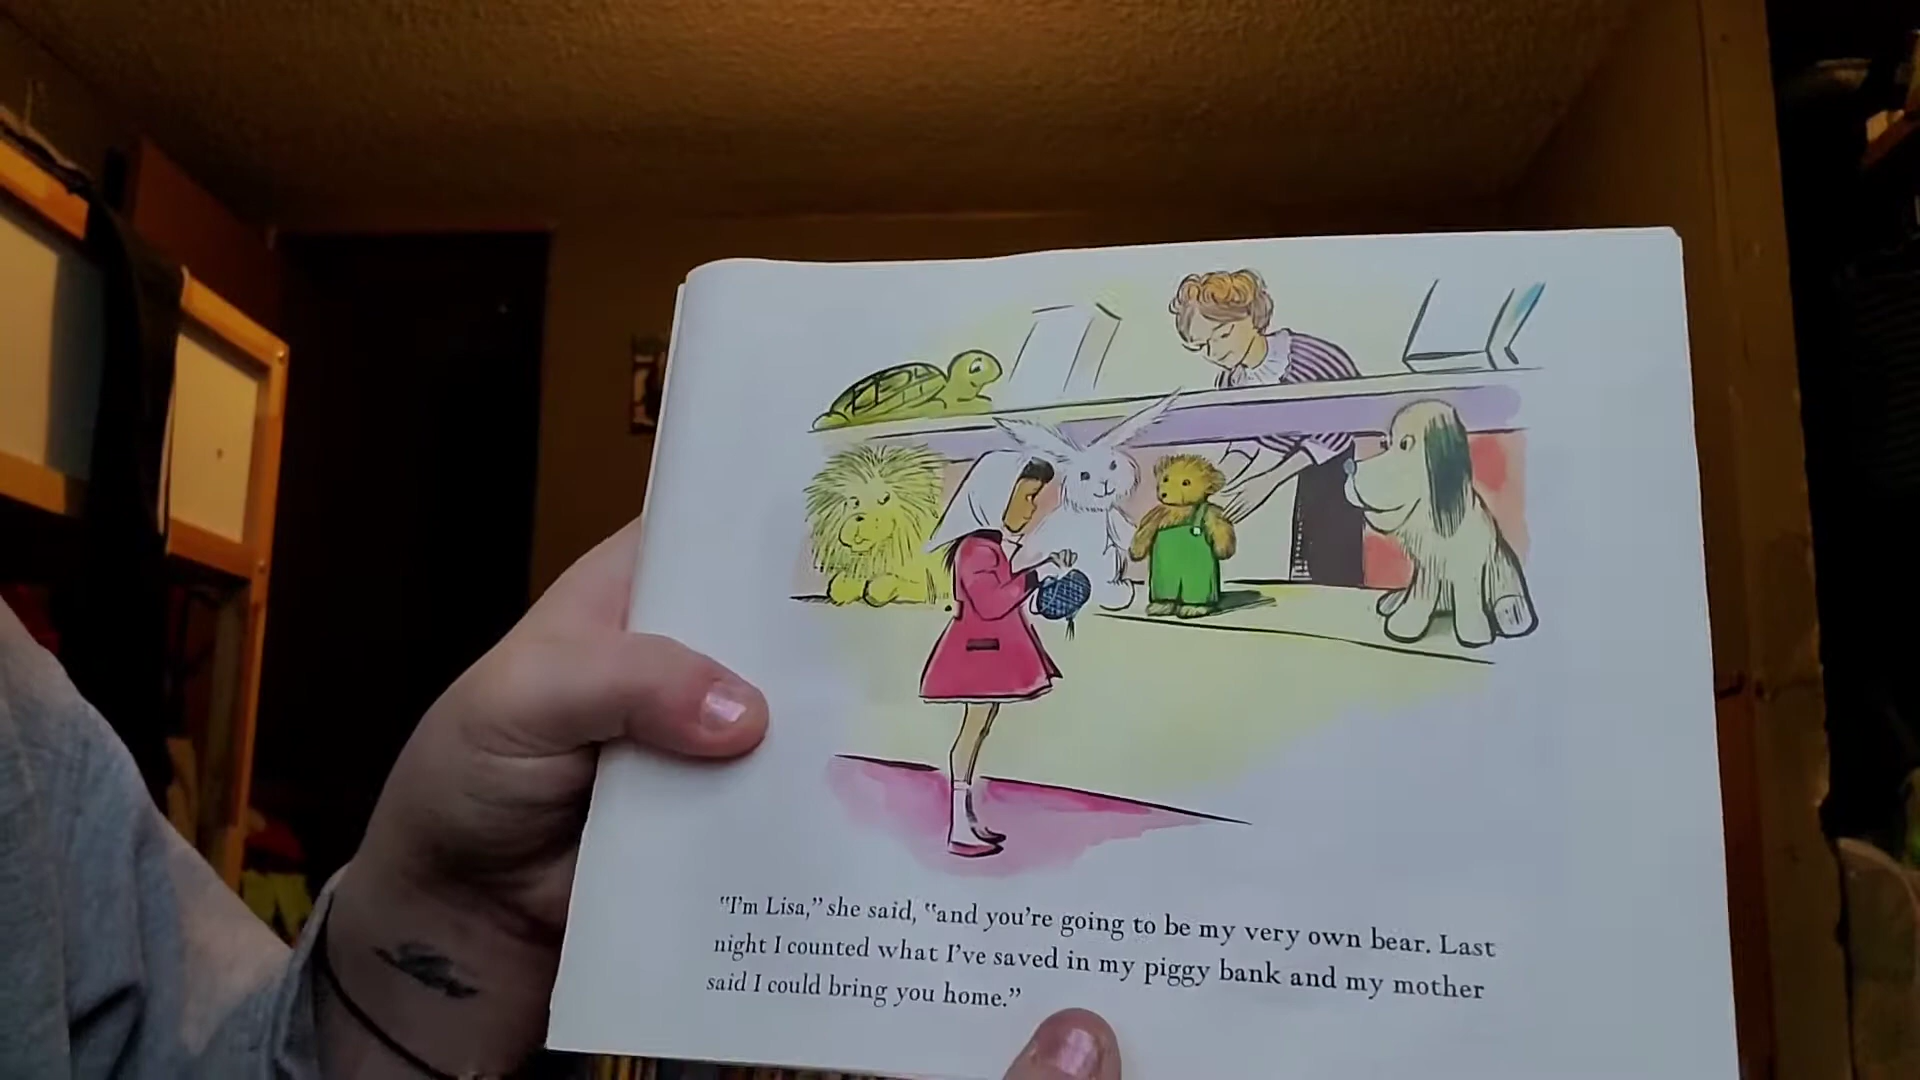 “I'm Lisa,” she said, “and you're going to be my very own bear. Last
night I counted what I've saved in my piggy bank and my mother
said I could bring you home.”